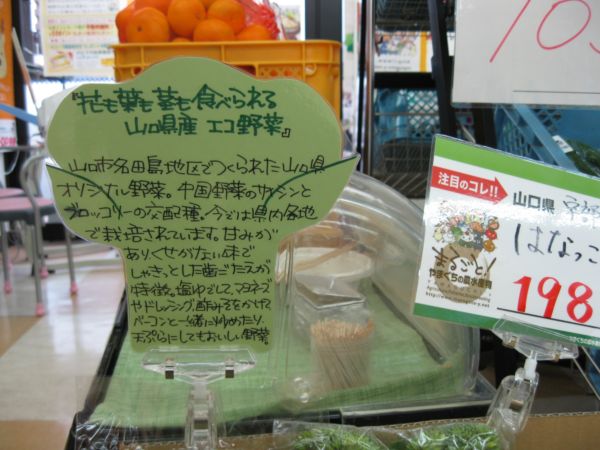 『花も葉も茎も食べられる
山口県産 エコ野菜』
山口市名田島地区でつくられた山口県
オリジナル野菜。中国野菜のサイシンと
ブロッコリーの交配種。今では県内各地
で栽培されています。甘みが
ありくせがない味で
しゃきっとした歯ごたえが
特徴。塩ゆでして、マヨネーズ
やドレッシング、酢みそをかけて
ベーコンと一緒に炒めたり、
天ぷらにしてもおいしい野菜。
注目のコレ!!
山口県
はなっこ
まるごと!
やまぐちの農水産物
198
103